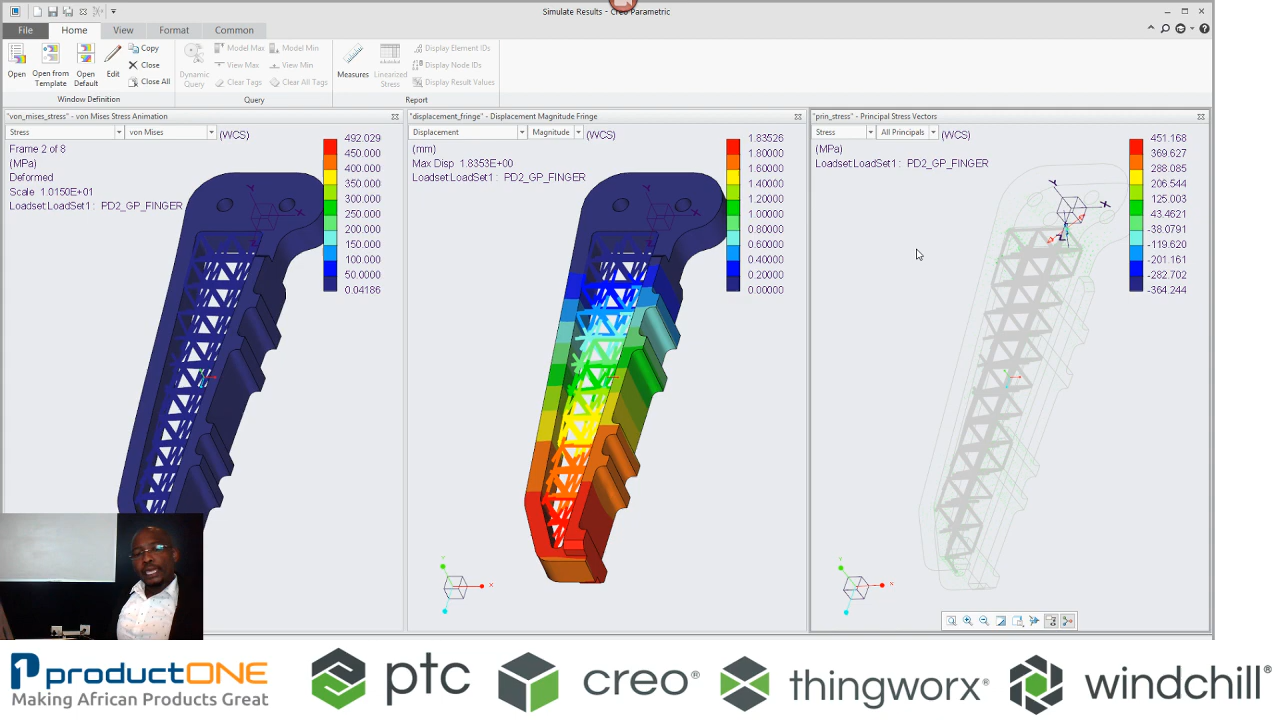 Simulate Results - Creo Parametric
File
Home
View
Format
Common
Open
Open from
Template
Open
Default
Edit
Copy
Close
Close All
Window Definition
Dynamic
Query
Model Max
View Max
Clear Tags
Model Min
View Min
Clear All Tags
Query
Measures
Linearized
Stress
Display Element IDs
Display Node IDs
Display Result Values
Report
"von_mises_stress" - von Mises Stress Animation
Stress
von Mises
(WCS)
Frame 2 of 8
(MPa)
Deformed
Scale 1.0150E+01
Loadset:LoadSet1 : PD2_GP_FINGER
492.029
450.000
400.000
350.000
300.000
250.000
200.000
150.000
100.000
50.0000
0.04186
Y
X
"displacement_fringe" - Displacement Magnitude Fringe
Displacement
Magnitude
(WCS)
(mm)
Max Disp 1.8353E+00
Loadset:LoadSet1 : PD2_GP_FINGER
1.83526
1.80000
1.60000
1.40000
1.20000
1.00000
0.80000
0.60000
0.40000
0.20000
0.00000
Y
X
Y
X
"prin_stress" - Principal Stress Vectors
Stress
All Principals
(WCS)
(MPa)
Loadset:LoadSet1 : PD2_GP_FINGER
451.168
369.627
288.085
206.544
125.003
43.4621
-38.0791
-119.620
-201.161
-282.702
-364.244
Y
X
Z
Y
X
1productONE
Making African Products Great
ptc
creo®
thingworx®
windchill®